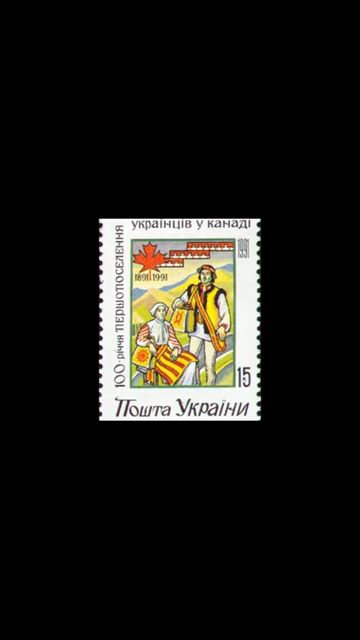 100-річчя першопоселення
українців у Канаді
1991
1891 1991
15
Пошта України